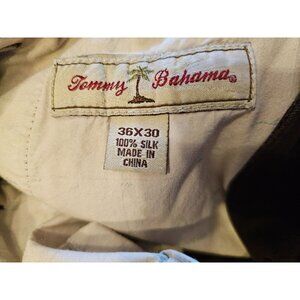 Tommy Bahama®
36X30
100% SILK
MADE IN
CHINA